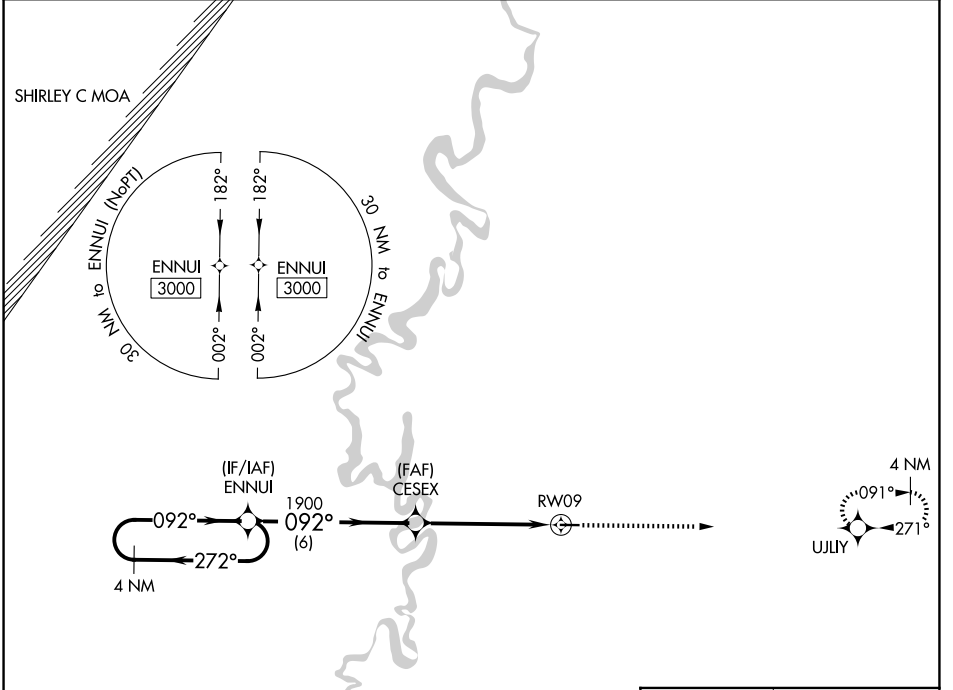 SHIRLEY C MOA
30 NM to ENNUI (NoPT)
182°
182°
30 NM to ENNUI
ENNUI
3000
ENNUI
3000
002°
002°
(IF/IAF)
ENNUI
(FAF)
CESEX
4 NM
092°
1900
092°
(6)
RW09
091°
271°
UJLIY
272°
4 NM